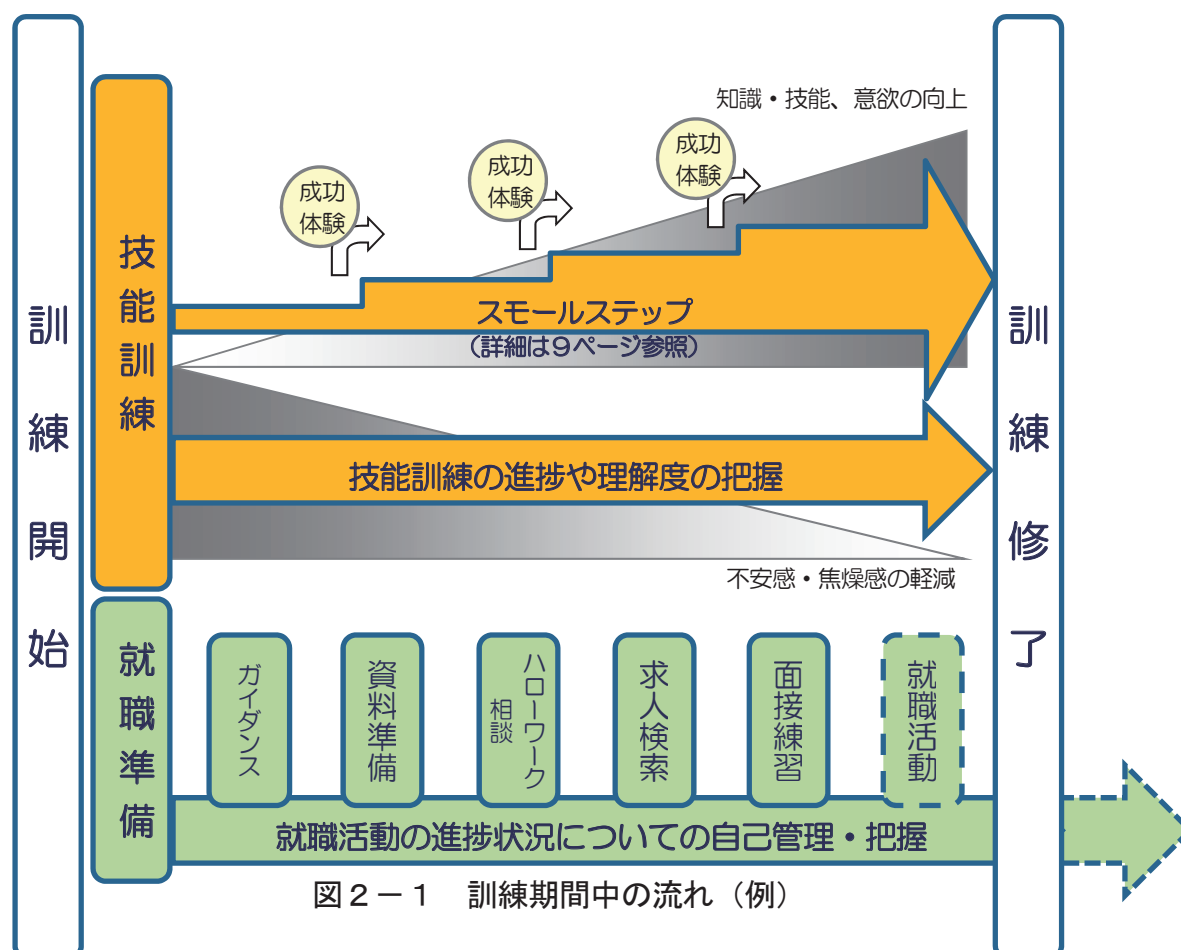 訓練開始
技能訓練
知識・技能、意欲の向上
成功
体験
成功
体験
成功
体験
スモールステップ
(詳細は9ページ参照)
技能訓練の進捗や理解度の把握
不安感・焦燥感の軽減
就職準備
ガイダンス
資料準備
ハローワーク
相談
求人検索
面接練習
就職活動
就職活動の進捗状況についての自己管理・把握
訓練修了
図2-1 訓練期間中の流れ(例)